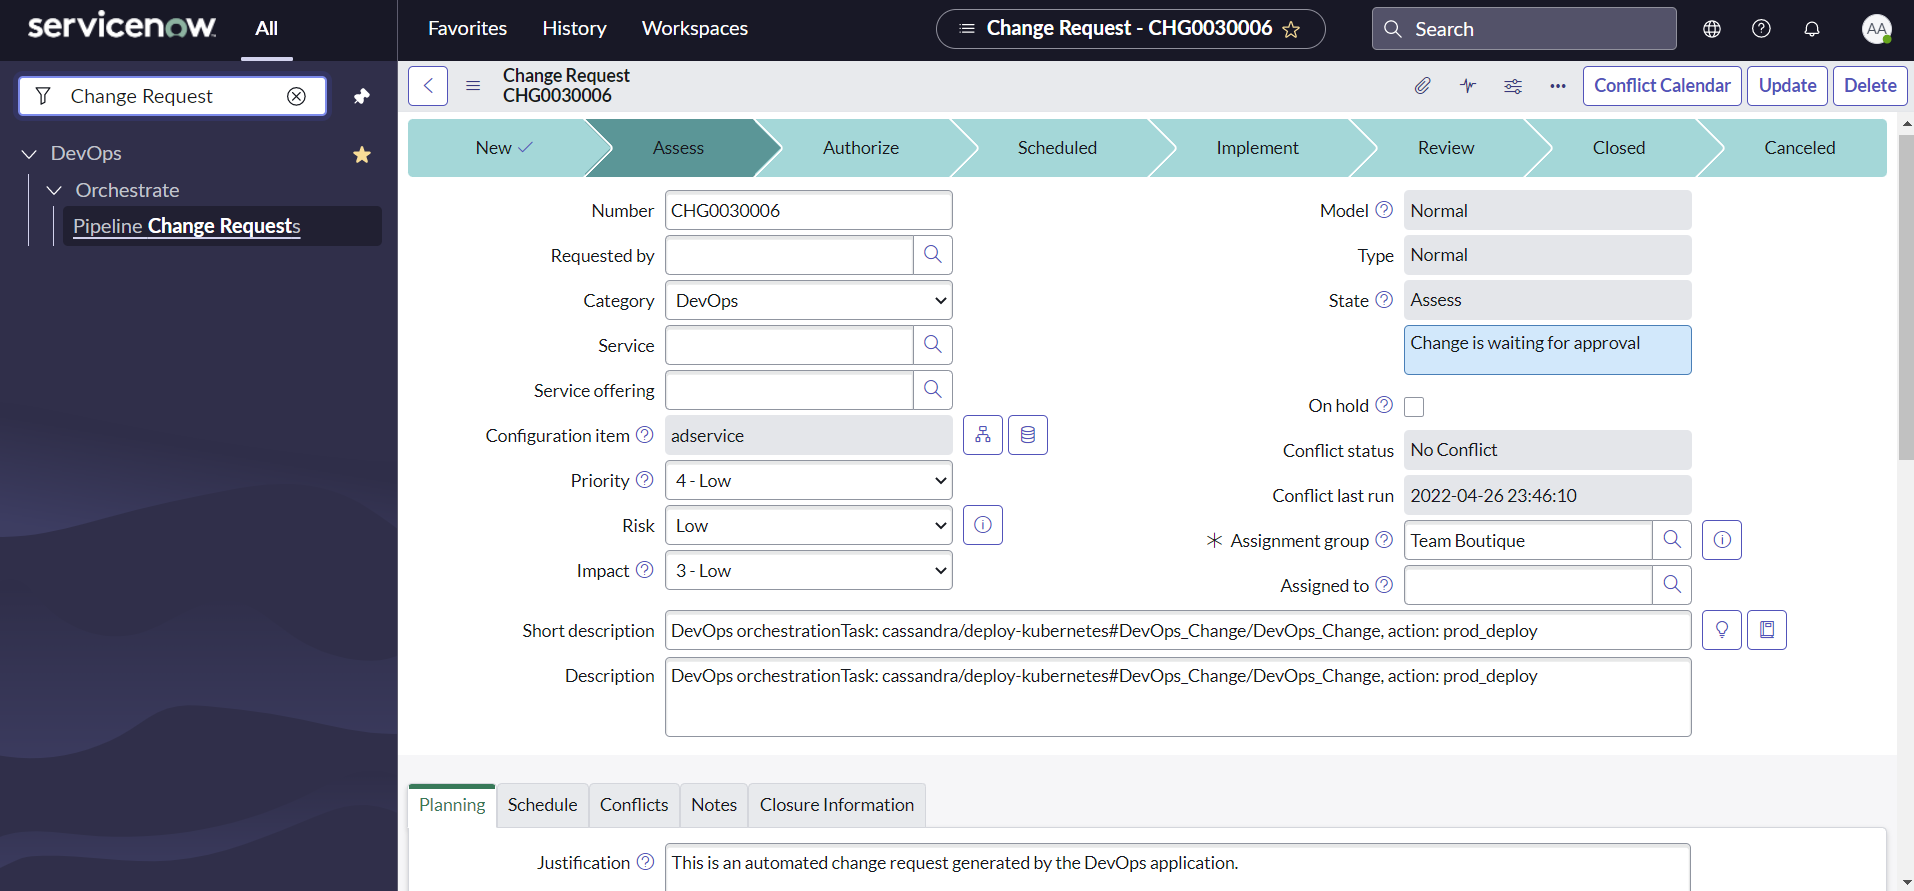 servicenow
All
Favorites
History
Workspaces
Change Request - CHG0030006
Search
AA
Change Request
DevOps
Orchestrate
Pipeline Change Requests
Change Request
CHG0030006
Conflict Calendar
Update
Delete
New
Assess
Authorize
Scheduled
Implement
Review
Closed
Canceled
Number CHG0030006
Requested by
Category DevOps
Service
Service offering
Configuration item adservice
Priority 4 - Low
Risk Low
Impact 3 - Low
Model Normal
Type Normal
State Assess
Change is waiting for approval
On hold
Conflict status No Conflict
Conflict last run 2022-04-26 23:46:10
Assignment group Team Boutique
Assigned to
Short description DevOps orchestrationTask: cassandra/deploy-kubernetes#DevOps_Change/DevOps_Change, action: prod_deploy
Description DevOps orchestrationTask: cassandra/deploy-kubernetes#DevOps_Change/DevOps_Change, action: prod_deploy
Planning
Schedule
Conflicts
Notes
Closure Information
Justification This is an automated change request generated by the DevOps application.